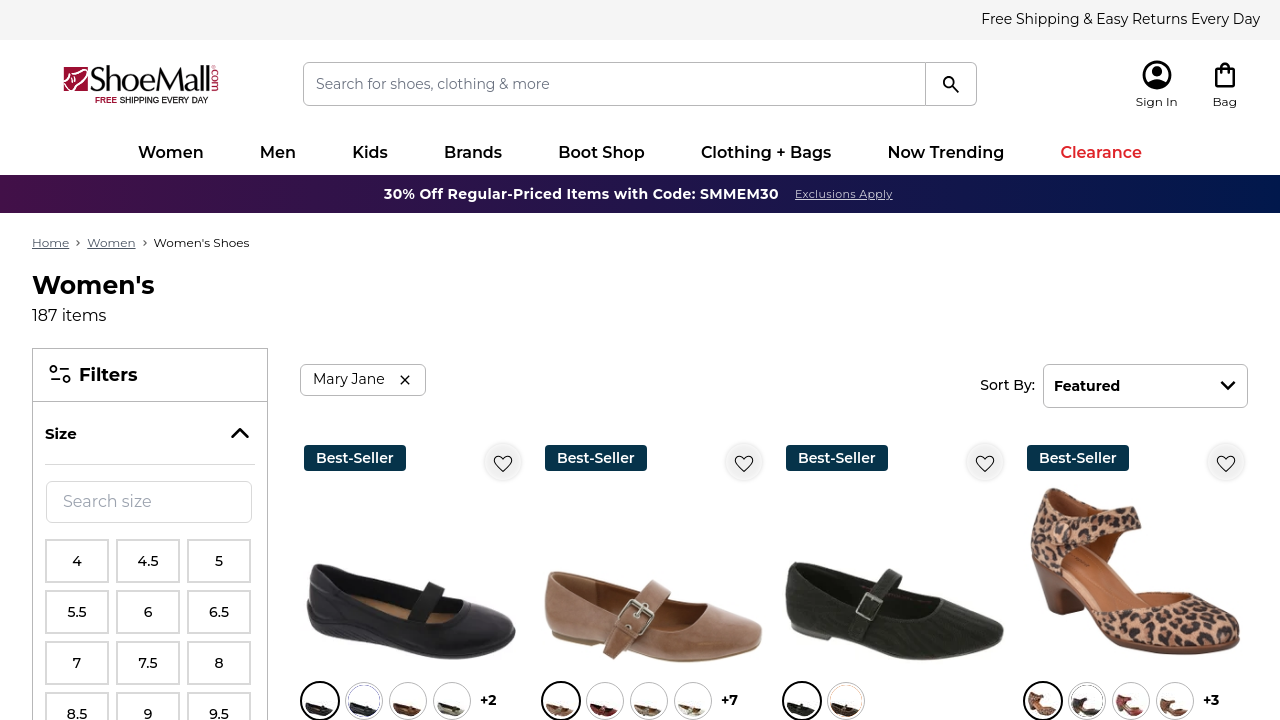 Free Shipping & Easy Returns Every Day
ShoeMall.com
FREE SHIPPING EVERY DAY
Search for shoes, clothing & more
Sign In
Bag
Women
Men
Kids
Brands
Boot Shop
Clothing + Bags
Now Trending
Clearance
30% Off Regular-Priced Items with Code: SMMEM30 Exclusions Apply
Home > Women > Women's Shoes
Women's
187 items
Filters
Mary Jane ×
Sort By: Featured
Size
Search size
4 4.5 5
5.5 6 6.5
7 7.5 8
8.5 9 9.5
Best-Seller
Best-Seller
Best-Seller
Best-Seller
+2
+7
+3